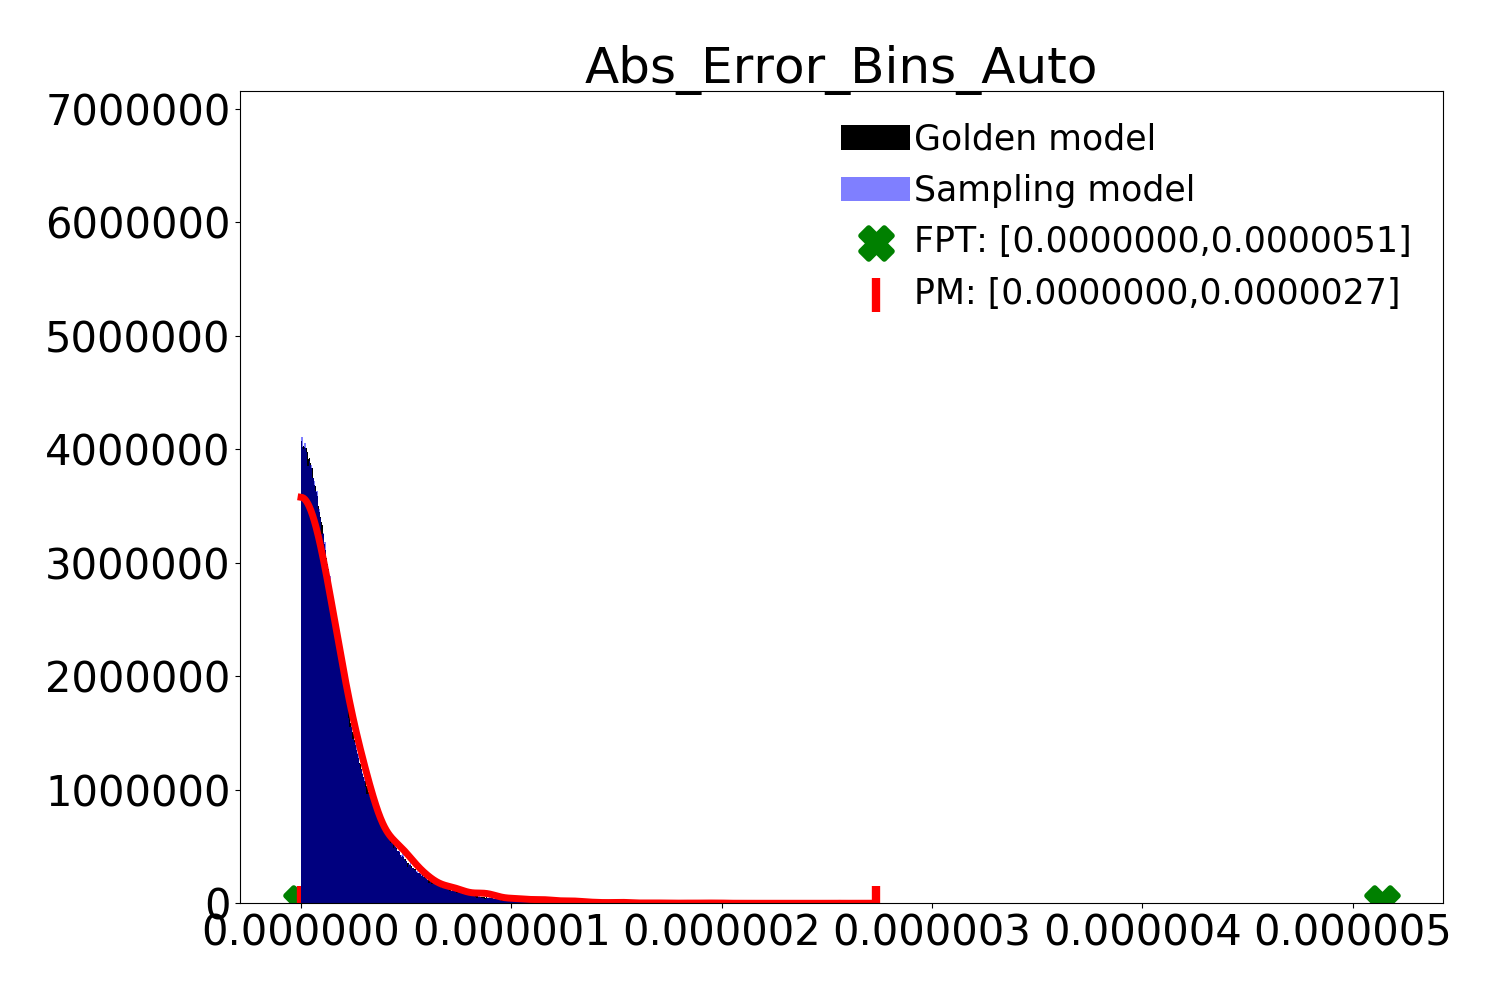 Abs_Error_Bins_Auto
7000000
6000000
5000000
4000000
3000000
2000000
1000000
0
Golden model
Sampling model
FPT: [0.0000000,0.0000051]
PM: [0.0000000,0.0000027]
0.000000 0.000001 0.000002 0.000003 0.000004 0.000005